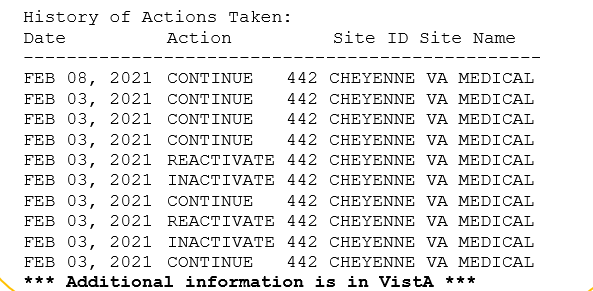 History of Actions Taken:
Date Action Site ID Site Name
-------------------------------------------------
FEB 08, 2021 CONTINUE 442 CHEYENNE VA MEDICAL
FEB 03, 2021 CONTINUE 442 CHEYENNE VA MEDICAL
FEB 03, 2021 CONTINUE 442 CHEYENNE VA MEDICAL
FEB 03, 2021 CONTINUE 442 CHEYENNE VA MEDICAL
FEB 03, 2021 REACTIVATE 442 CHEYENNE VA MEDICAL
FEB 03, 2021 INACTIVATE 442 CHEYENNE VA MEDICAL
FEB 03, 2021 CONTINUE 442 CHEYENNE VA MEDICAL
FEB 03, 2021 REACTIVATE 442 CHEYENNE VA MEDICAL
FEB 03, 2021 INACTIVATE 442 CHEYENNE VA MEDICAL
FEB 03, 2021 CONTINUE 442 CHEYENNE VA MEDICAL
*** Additional information is in VistA ***